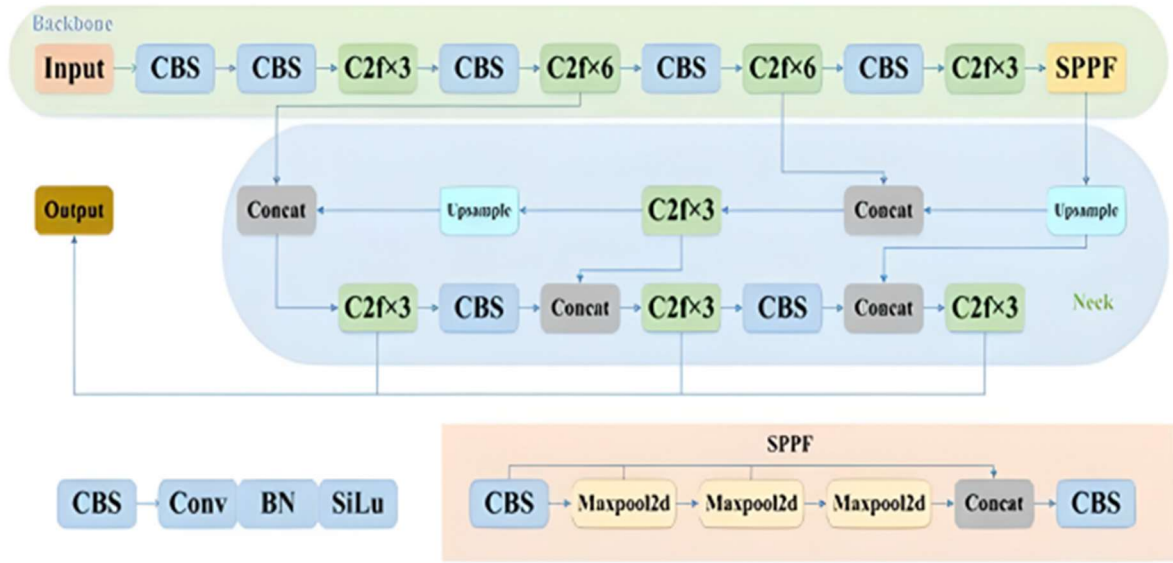 Backbone
Input CBS CBS C2f×3 CBS C2f×6 CBS C2f×6 CBS C2f×3 SPPF
Output Concat Upsample C2f×3 Concat Upsample
C2f×3 CBS Concat C2f×3 CBS Concat C2f×3 Neck
SPPF
CBS Conv BN SiLu CBS Maxpool2d Maxpool2d Maxpool2d Concat CBS